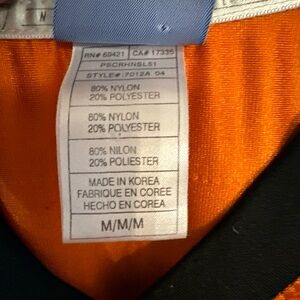 RN# 69421 CA# 17335
PSCRHNSL51
STYLE# 7012A 04
80% NYLON
20% POLYESTER
80% NYLON
20% POLYESTER
80% NILON
20% POLIESTER
MADE IN KOREA
FABRIQUE EN CORÉE
HECHO EN COREA
M/M/M